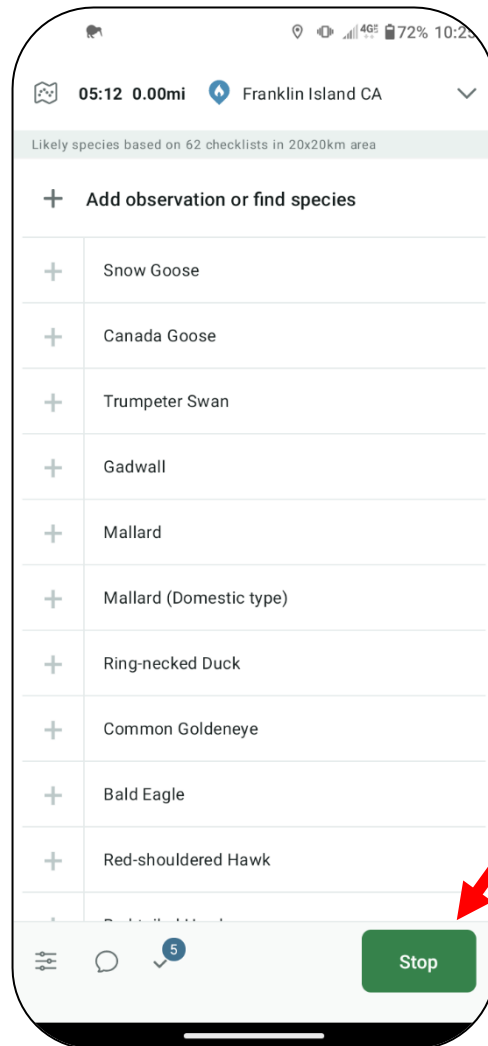 4G 72% 10:25
05:12 0.00mi Franklin Island CA
Likely species based on 62 checklists in 20x20km area
Add observation or find species
Snow Goose
Canada Goose
Trumpeter Swan
Gadwall
Mallard
Mallard (Domestic type)
Ring-necked Duck
Common Goldeneye
Bald Eagle
Red-shouldered Hawk
5
Stop